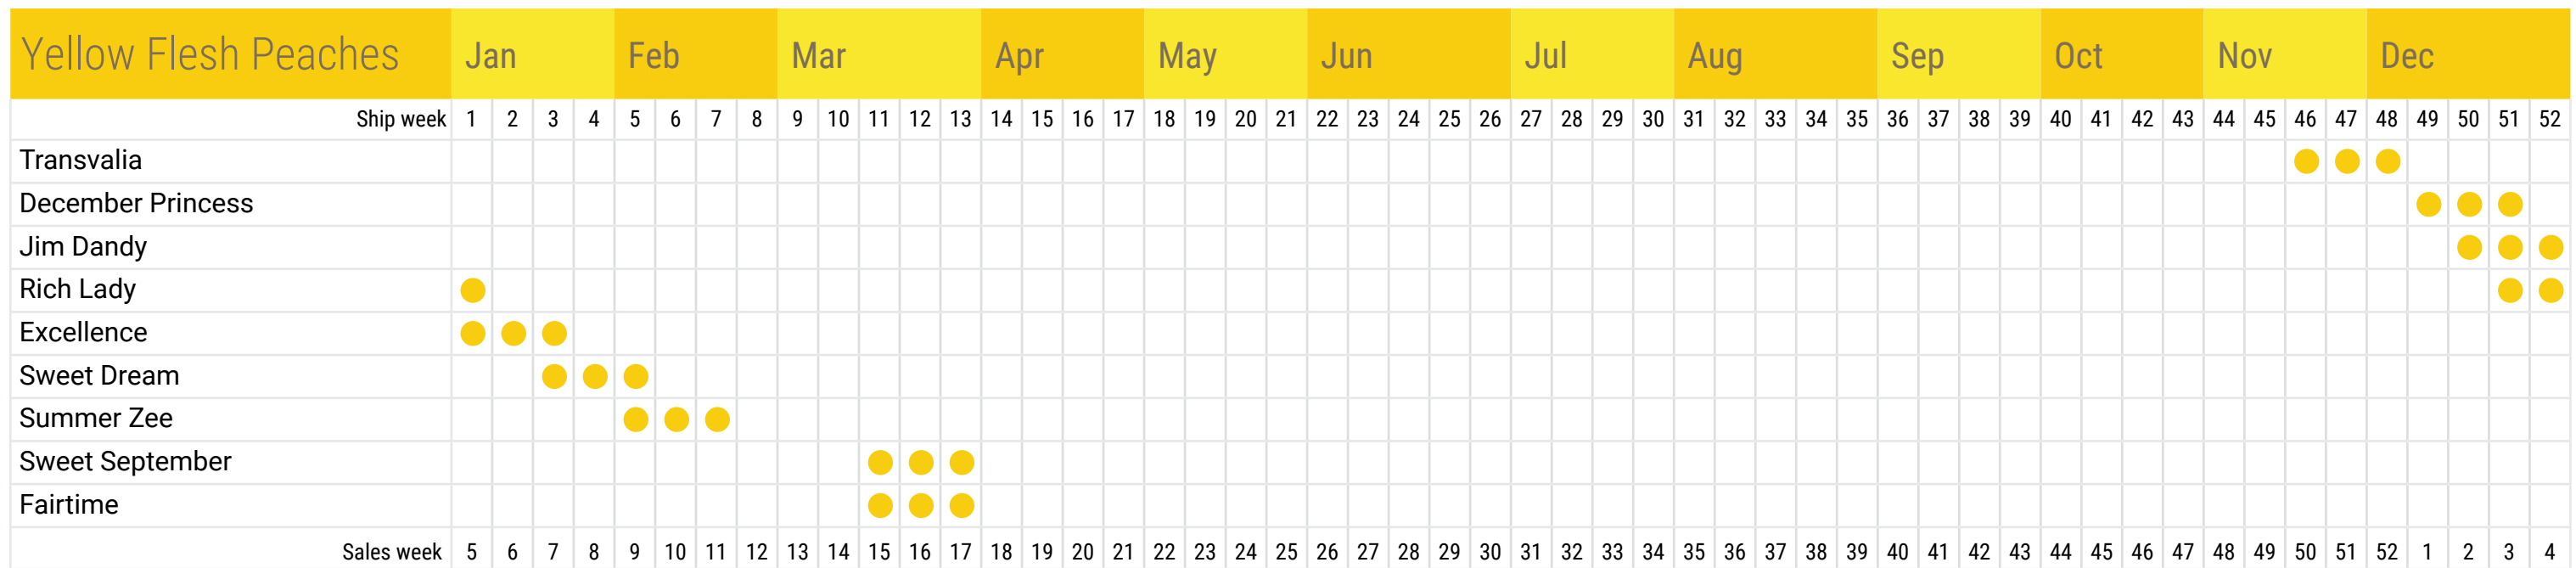 Yellow Flesh Peaches Jan Feb Mar Apr May Jun Jul Aug Sep Oct Nov Dec
Ship week 1 2 3 4 5 6 7 8 9 10 11 12 13 14 15 16 17 18 19 20 21 22 23 24 25 26 27 28 29 30 31 32 33 34 35 36 37 38 39 40 41 42 43 44 45 46 47 48 49 50 51 52
Transvalia
December Princess
Jim Dandy
Rich Lady
Excellence
Sweet Dream
Summer Zee
Sweet September
Fairtime
Sales week 5 6 7 8 9 10 11 12 13 14 15 16 17 18 19 20 21 22 23 24 25 26 27 28 29 30 31 32 33 34 35 36 37 38 39 40 41 42 43 44 45 46 47 48 49 50 51 52 1 2 3 4